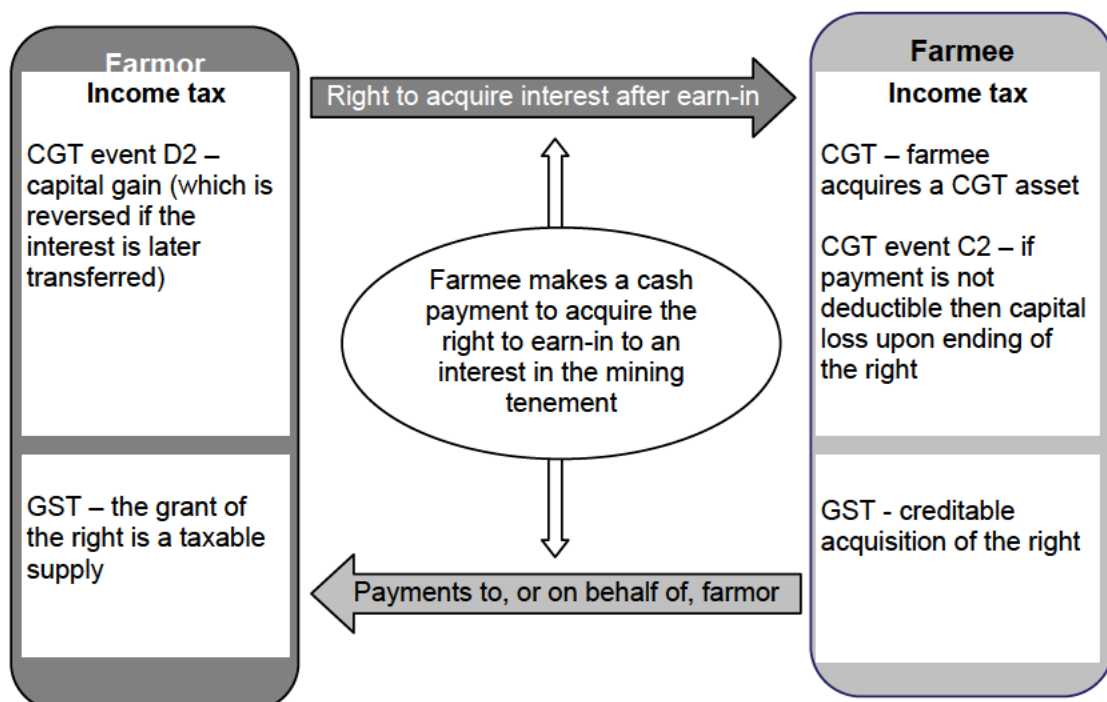 Farmor
Income tax
CGT event D2 –
capital gain (which is
reversed if the
interest is later
transferred)
GST – the grant of
the right is a taxable
supply
Right to acquire interest after earn-in
Farmee makes a cash
payment to acquire the
right to earn-in to an
interest in the mining
tenement
Payments to, or on behalf of, farmor
Farmee
Income tax
CGT – farmee
acquires a CGT asset
CGT event C2 – if
payment is not
deductible then capital
loss upon ending of
the right
GST - creditable
acquisition of the right